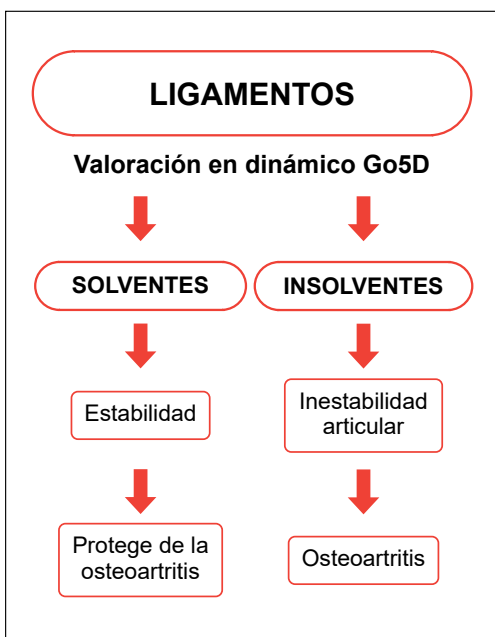 LIGAMENTOS
Valoración en dinámico Go5D
SOLVENTES
INSOLVENTES
Estabilidad
Inestabilidad
articular
Protege de la
osteoartritis
Osteoartritis